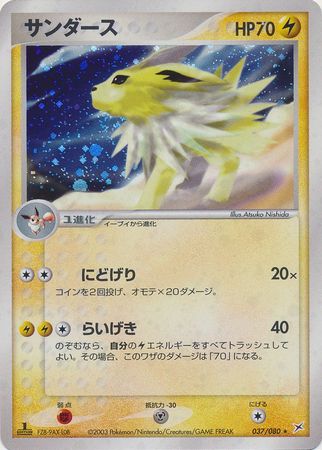 サンダース HP70
Illus.Atsuko Nishida
1進化 イーブイから進化
にどげり 20×
コインを2回投げ、オモテ×20ダメージ。
らいげき 40
のぞむなら、自分のエネルギーをすべてトラッシュして
よい。その場合、このワザのダメージは「70」になる。
弱点 抵抗力 -30 にげる
1 EDITION FZ8-9AX-L08 ©2003 Pokémon/Nintendo/Creatures/GAME FREAK 037/080 ★